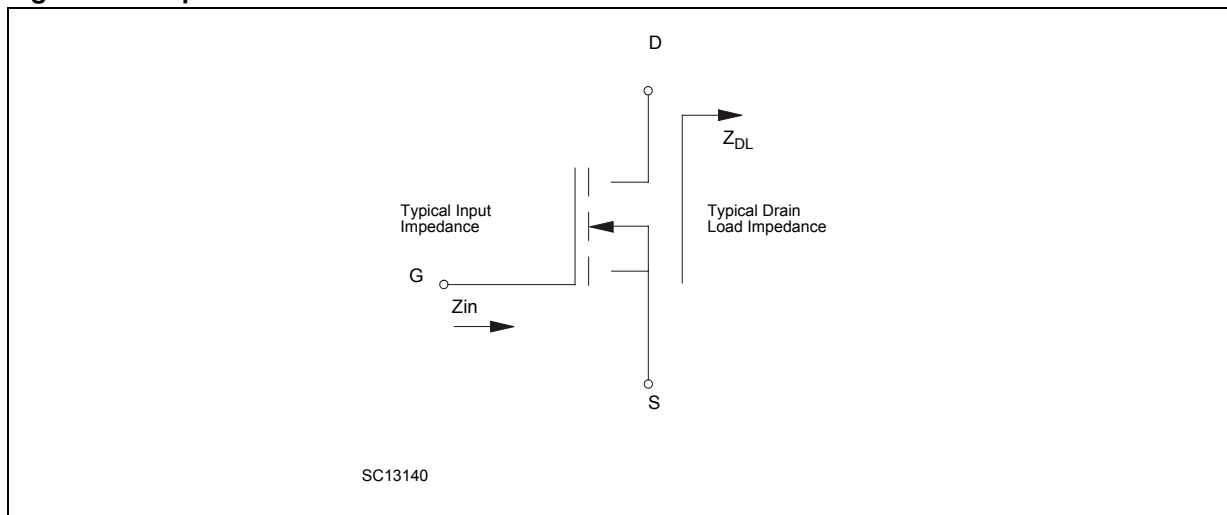 D
Z_DL
Typical Input
Impedance
Typical Drain
Load Impedance
G
Zin
S
SC13140